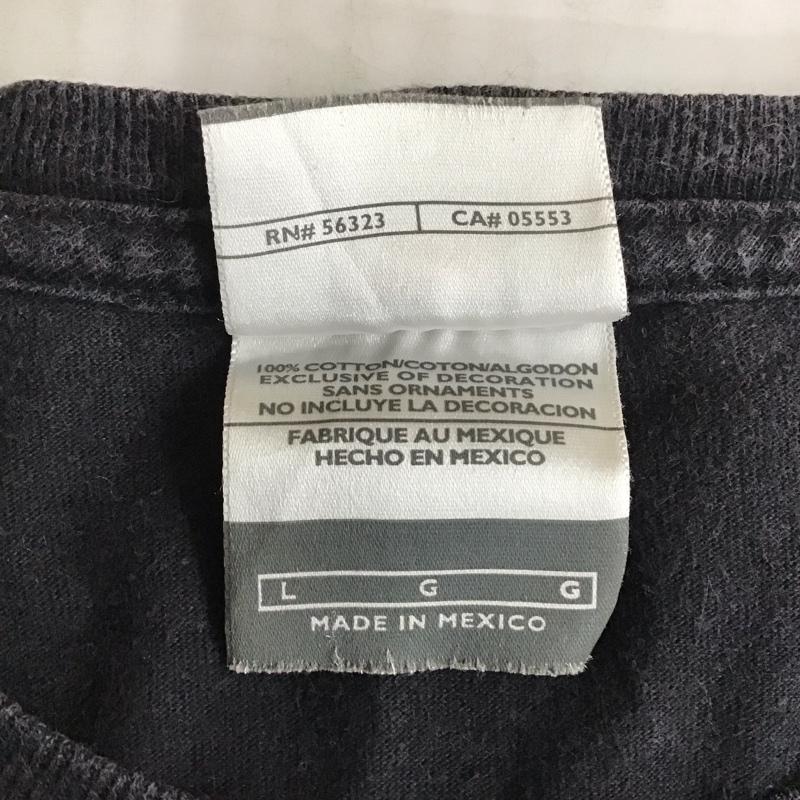 RN# 56323 CA# 05553
100% COTTON/COTON/ALGODON
EXCLUSIVE OF DECORATION
SANS ORNAMENTS
NO INCLUYE LA DECORACION
FABRIQUE AU MEXIQUE
HECHO EN MEXICO
L G G
MADE IN MEXICO